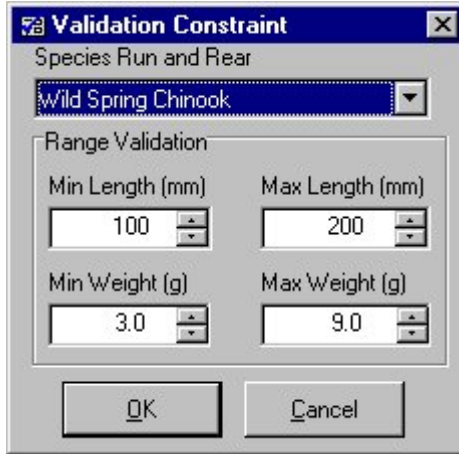 Validation Constraint
Species Run and Rear
Wild Spring Chinook
Range Validation
Min Length (mm) Max Length (mm)
100 200
Min Weight (g) Max Weight (g)
3.0 9.0
OK Cancel